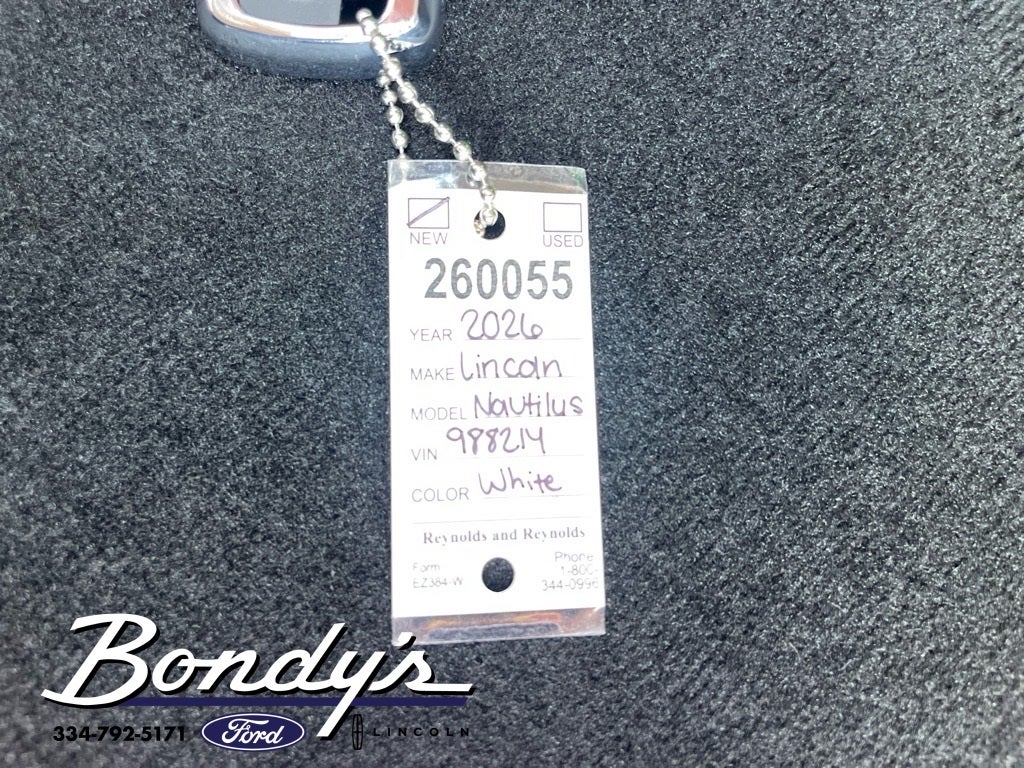 NEW USED
260055
YEAR 2026
MAKE Lincoln
MODEL Nautilus
VIN 988214
COLOR White
Reynolds and Reynolds
Form Phone
EZ384-W 1-800-
344-0996
Bondy's
334-792-5171 Ford LINCOLN